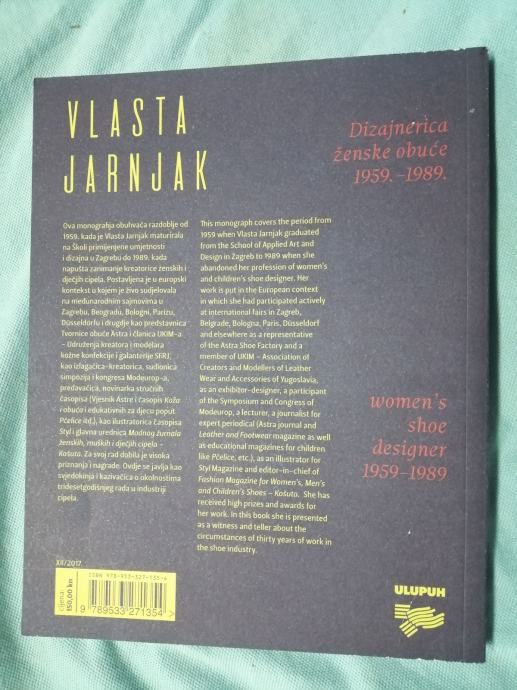 VLASTA
JARNJAK
Dizajnerica
ženske obuće
1959.–1989.
Ova monografija obuhvaća razdoblje od
1959. kada je Vlasta Jarnjak maturirala
na Školi primijenjene umjetnosti
i dizajna u Zagrebu do 1989. kada
napušta zanimanje kreatorice ženskih i
dječjih cipela. Postavljena je u europski
kontekst u kojem je živo sudjelovala
na međunarodnim sajmovima u
Zagrebu, Beogradu, Bologni, Parizu,
Düsseldorfu i drugdje kao predstavnica
Tvornice obuće Astra i članica UKIM-a
– Udruženja kreatora i modelara
kožne konfekcije i galanterije SFRJ,
kao izlagačica-kreatorica, sudionica
simpozija i kongresa Modeurop-a,
predavačica, novinarka stručnih
časopisa (Vjesnik Astre i časopis Koža
i obuća i edukativnih za djecu poput
Pčelice itd.), kao ilustratorica časopisa
Styl i glavna urednica Modnog žurnala
ženskih, muških i dječjih cipela –
Košuta. Za svoj rad dobila je visoka
priznanja i nagrade. Ovdje se javlja kao
svjedokinja i kazivačica o okolnostima
tridesetgodišnjeg rada u industriji
cipela.
This monograph covers the period from
1959 when Vlasta Jarnjak graduated
from the School of Applied Art and
Design in Zagreb to 1989 when she
abandoned her profession of women's
and children's shoe designer. Her
work is put in the European context
in which she had participated actively
at international fairs in Zagreb,
Belgrade, Bologna, Paris, Düsseldorf
and elsewhere as a representative
of the Astra Shoe Factory and a
member of UKIM – Association of
Creators and Modellers of Leather
Wear and Accessories of Yugoslavia,
as an exhibitor-designer, a participant
of the Symposium and Congress of
Modeurop, a lecturer, a journalist for
expert periodical (Astra journal and
Leather and Footwear magazine as well
as educational magazines for children
like Pčelice, etc.), as an illustrator for
Styl Magazine and editor-in-chief of
Fashion Magazine for Women's, Men's
and Children's Shoes – Košuta. She has
received high prizes and awards for
her work. In this book she is presented
as a witness and teller about the
circumstances of thirty years of work in
the shoe industry.
women's
shoe
designer
1959–1989
XII/2017.
ISBN 978-953-327-135-4
cijena:
150,00 kn
9 789533 271354 >
ULUPUH